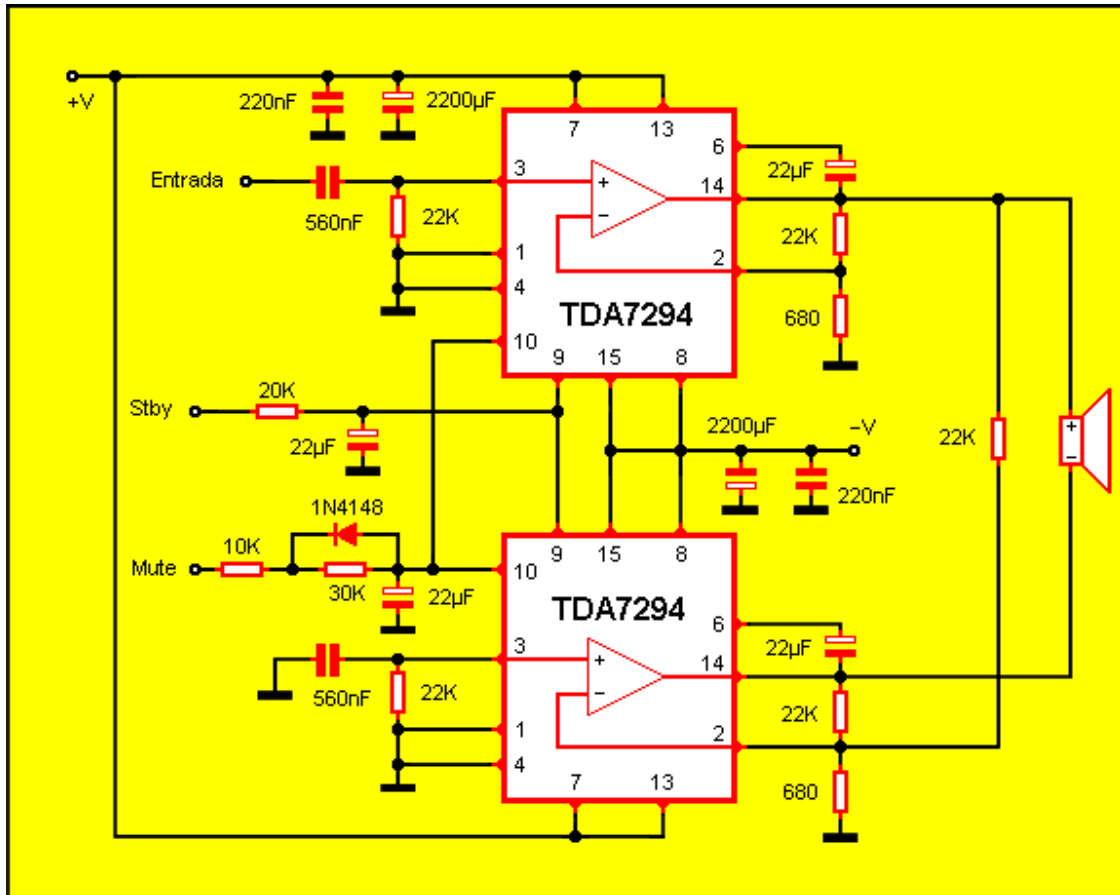 +V
220nF
2200µF
7
13
6
22µF
Entrada
3
+
14
560nF
22K
−
22K
1
2
4
TDA7294
680
10
9
15
8
20K
Stby
22µF
2200µF
−V
22K
+
−
220nF
1N4148
10K
Mute
30K
22µF
9
15
8
10
TDA7294
6
22µF
3
+
14
560nF
22K
−
22K
1
2
4
680
7
13